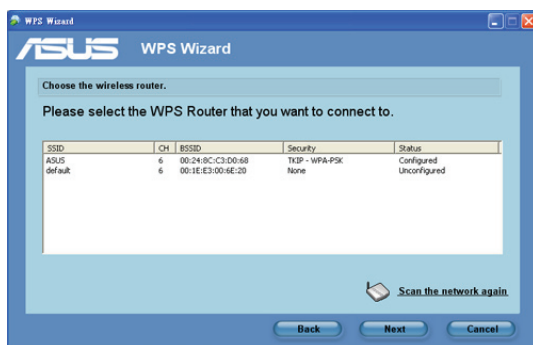 WPS Wizard
ASUS WPS Wizard
Choose the wireless router.
Please select the WPS Router that you want to connect to.
SSID CH BSSID Security Status
ASUS 6 00:24:8C:C3:D0:68 TKIP - WPA-PSK Configured
default 6 00:1E:E3:00:6E:20 None Unconfigured
Scan the network again
Back Next Cancel